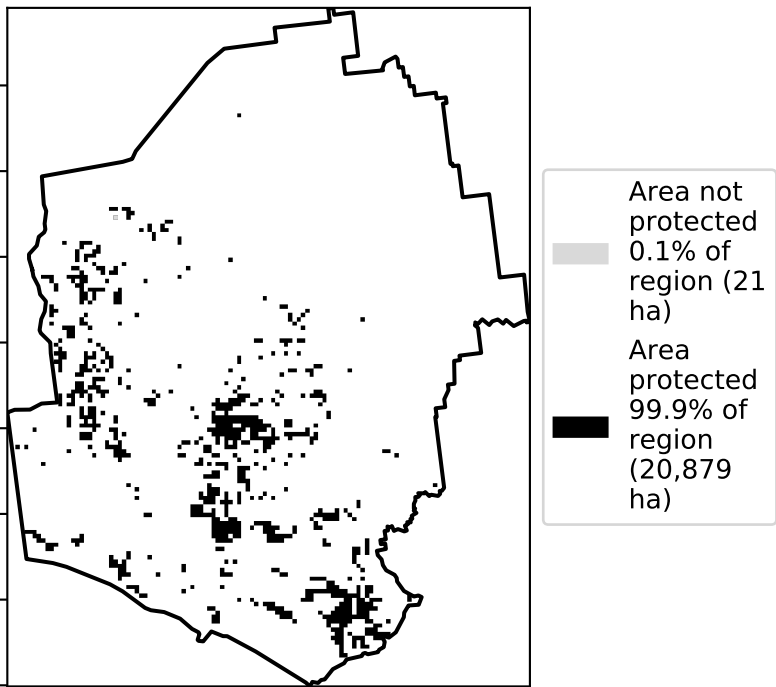 Area not
protected
0.1% of
region (21
ha)
Area
protected
99.9% of
region
(20,879
ha)